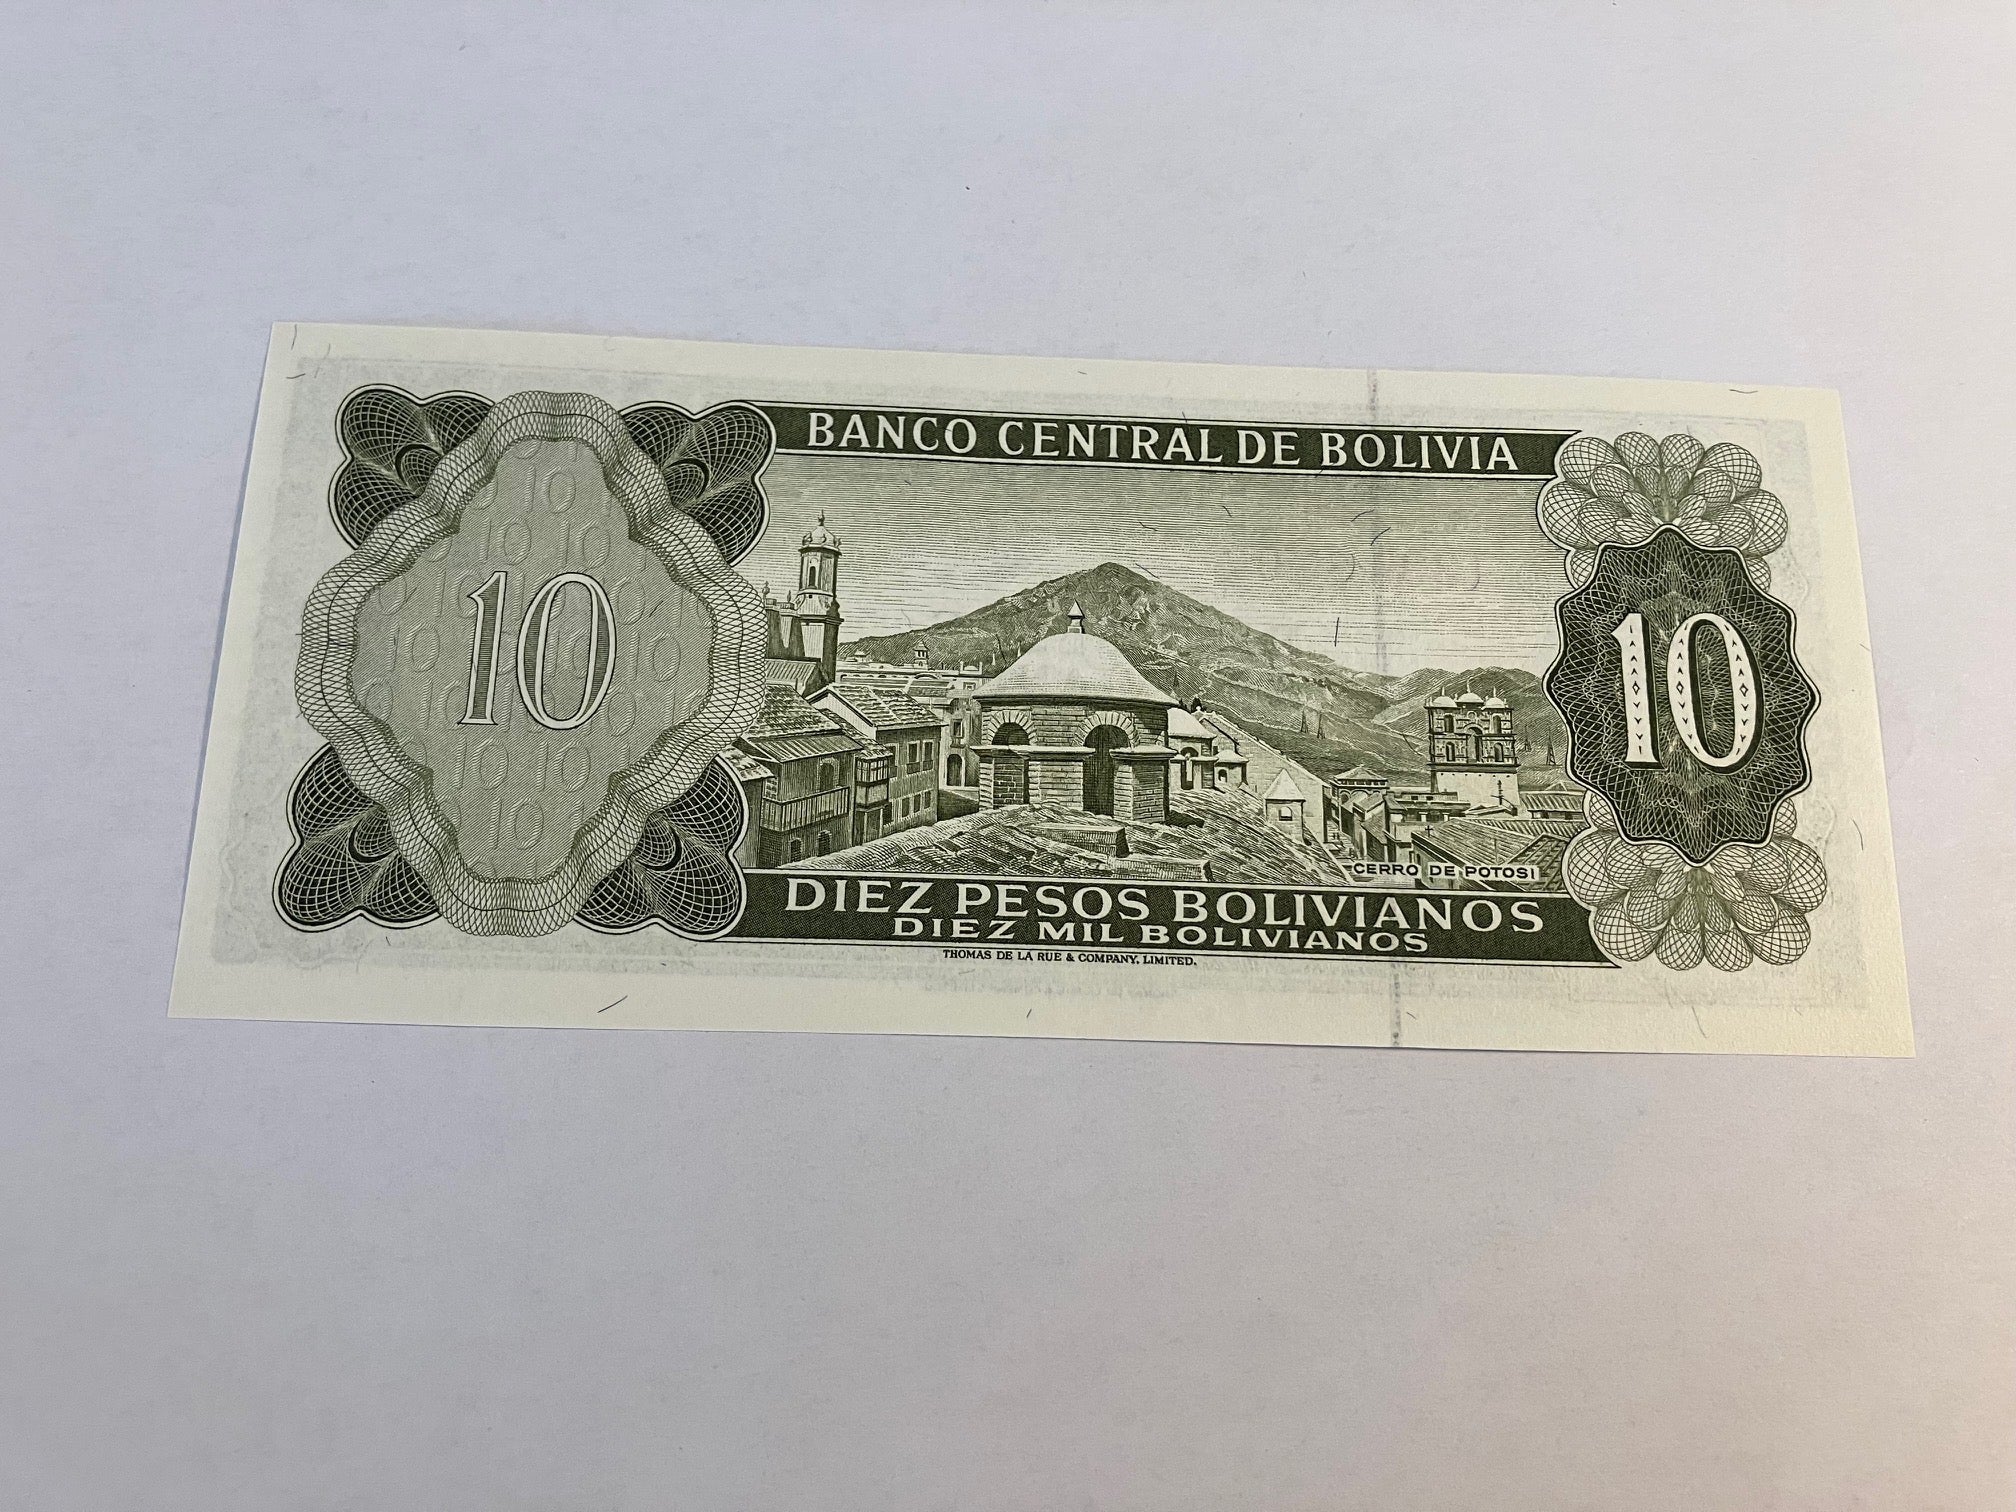 BANCO CENTRAL DE BOLIVIA
10
10
CERRO DE POTOSI
DIEZ PESOS BOLIVIANOS
DIEZ MIL BOLIVIANOS
THOMAS DE LA RUE & COMPANY, LIMITED.